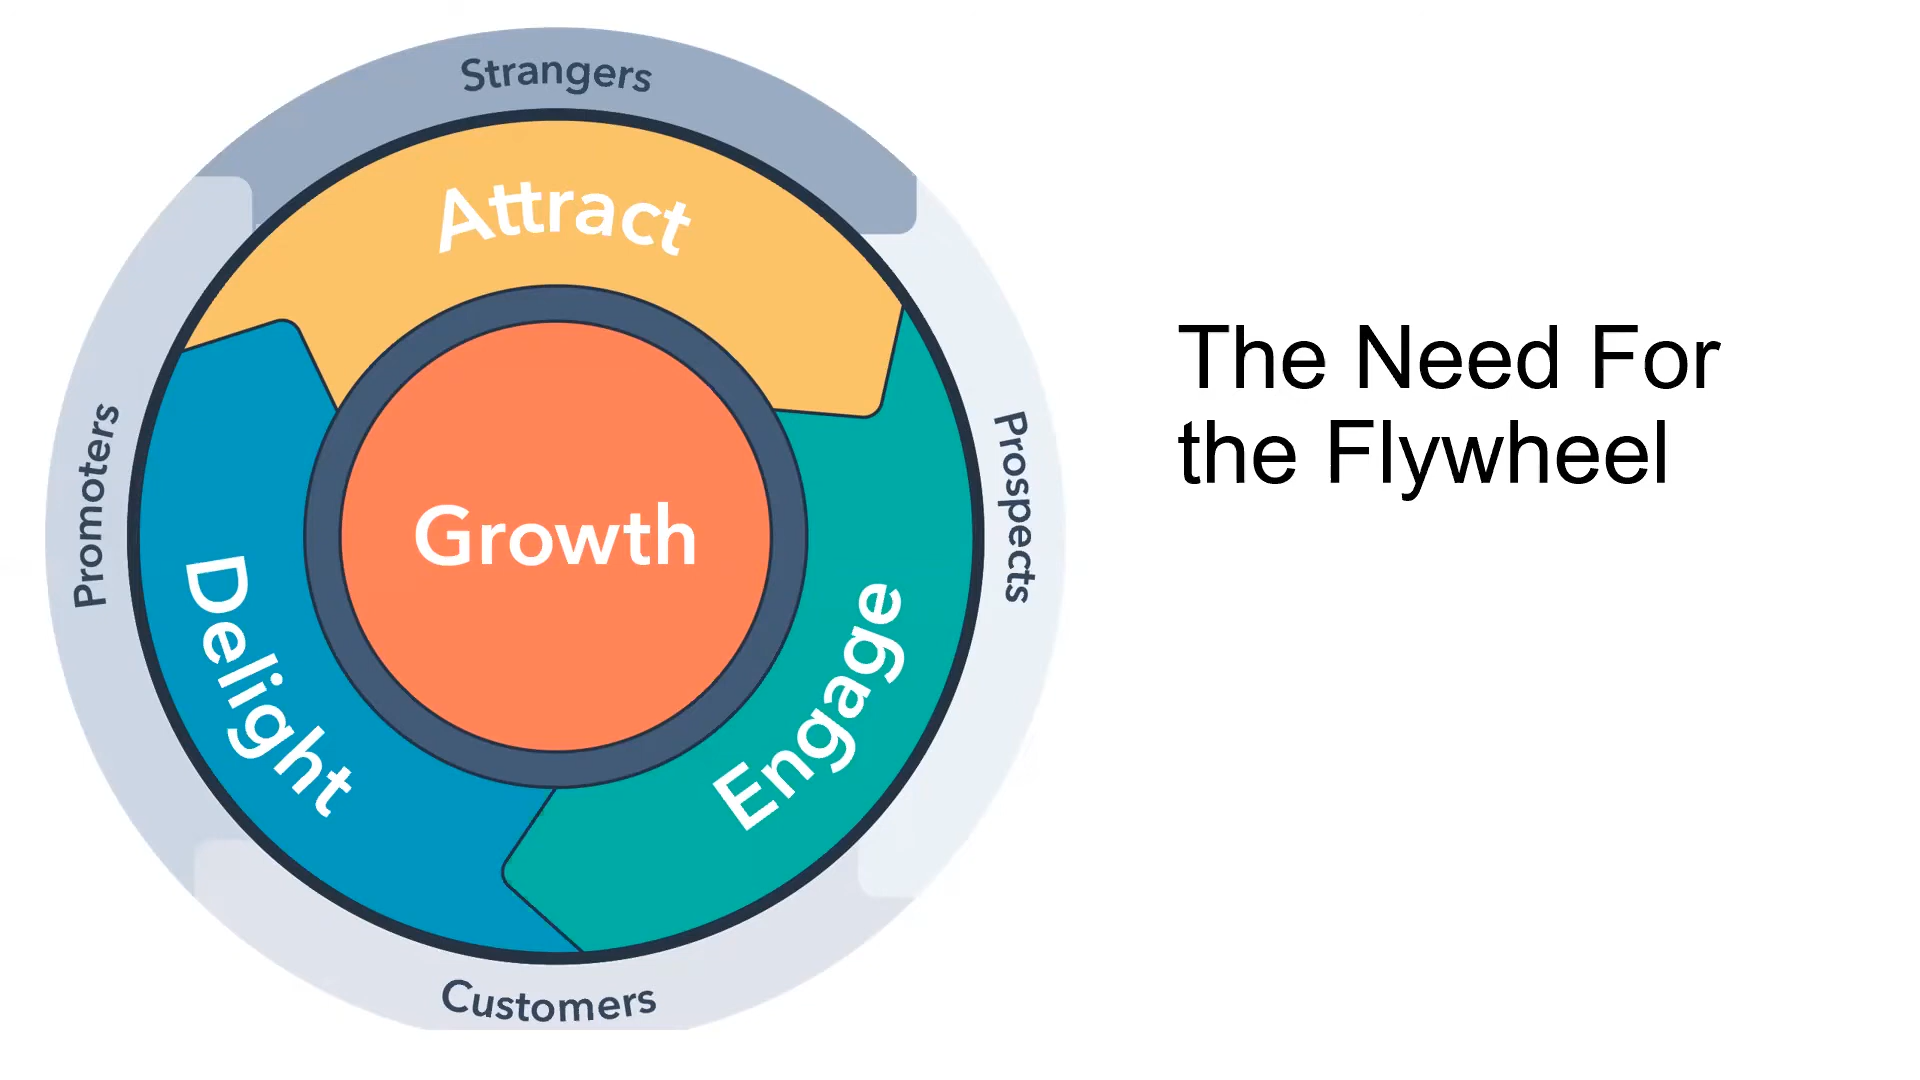 Strangers
Attract
Promoters
Growth
Prospects
Delight
Engage
Customers
The Need For
the Flywheel